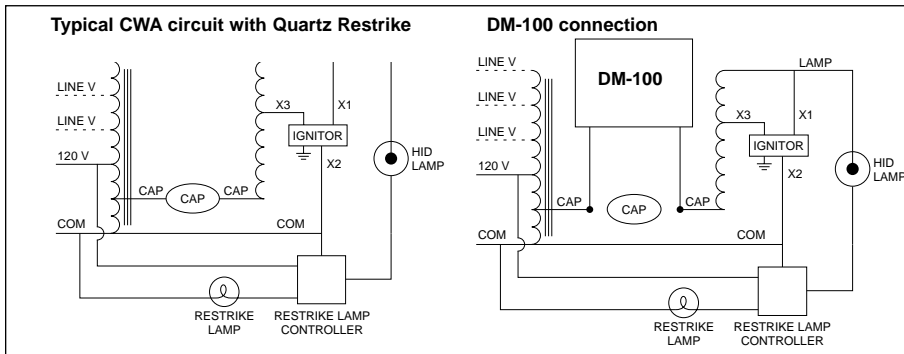 Typical CWA circuit with Quartz Restrike
LINE V
LINE V
120 V
CAP
CAP
CAP
COM
COM
X3
X1
IGNITOR
X2
HID
LAMP
RESTRIKE
LAMP
RESTRIKE LAMP
CONTROLLER
DM-100 connection
DM-100
LAMP
LINE V
LINE V
LINE V
120 V
CAP
CAP
CAP
COM
COM
X3
X1
IGNITOR
X2
HID
LAMP
RESTRIKE
LAMP
RESTRIKE LAMP
CONTROLLER